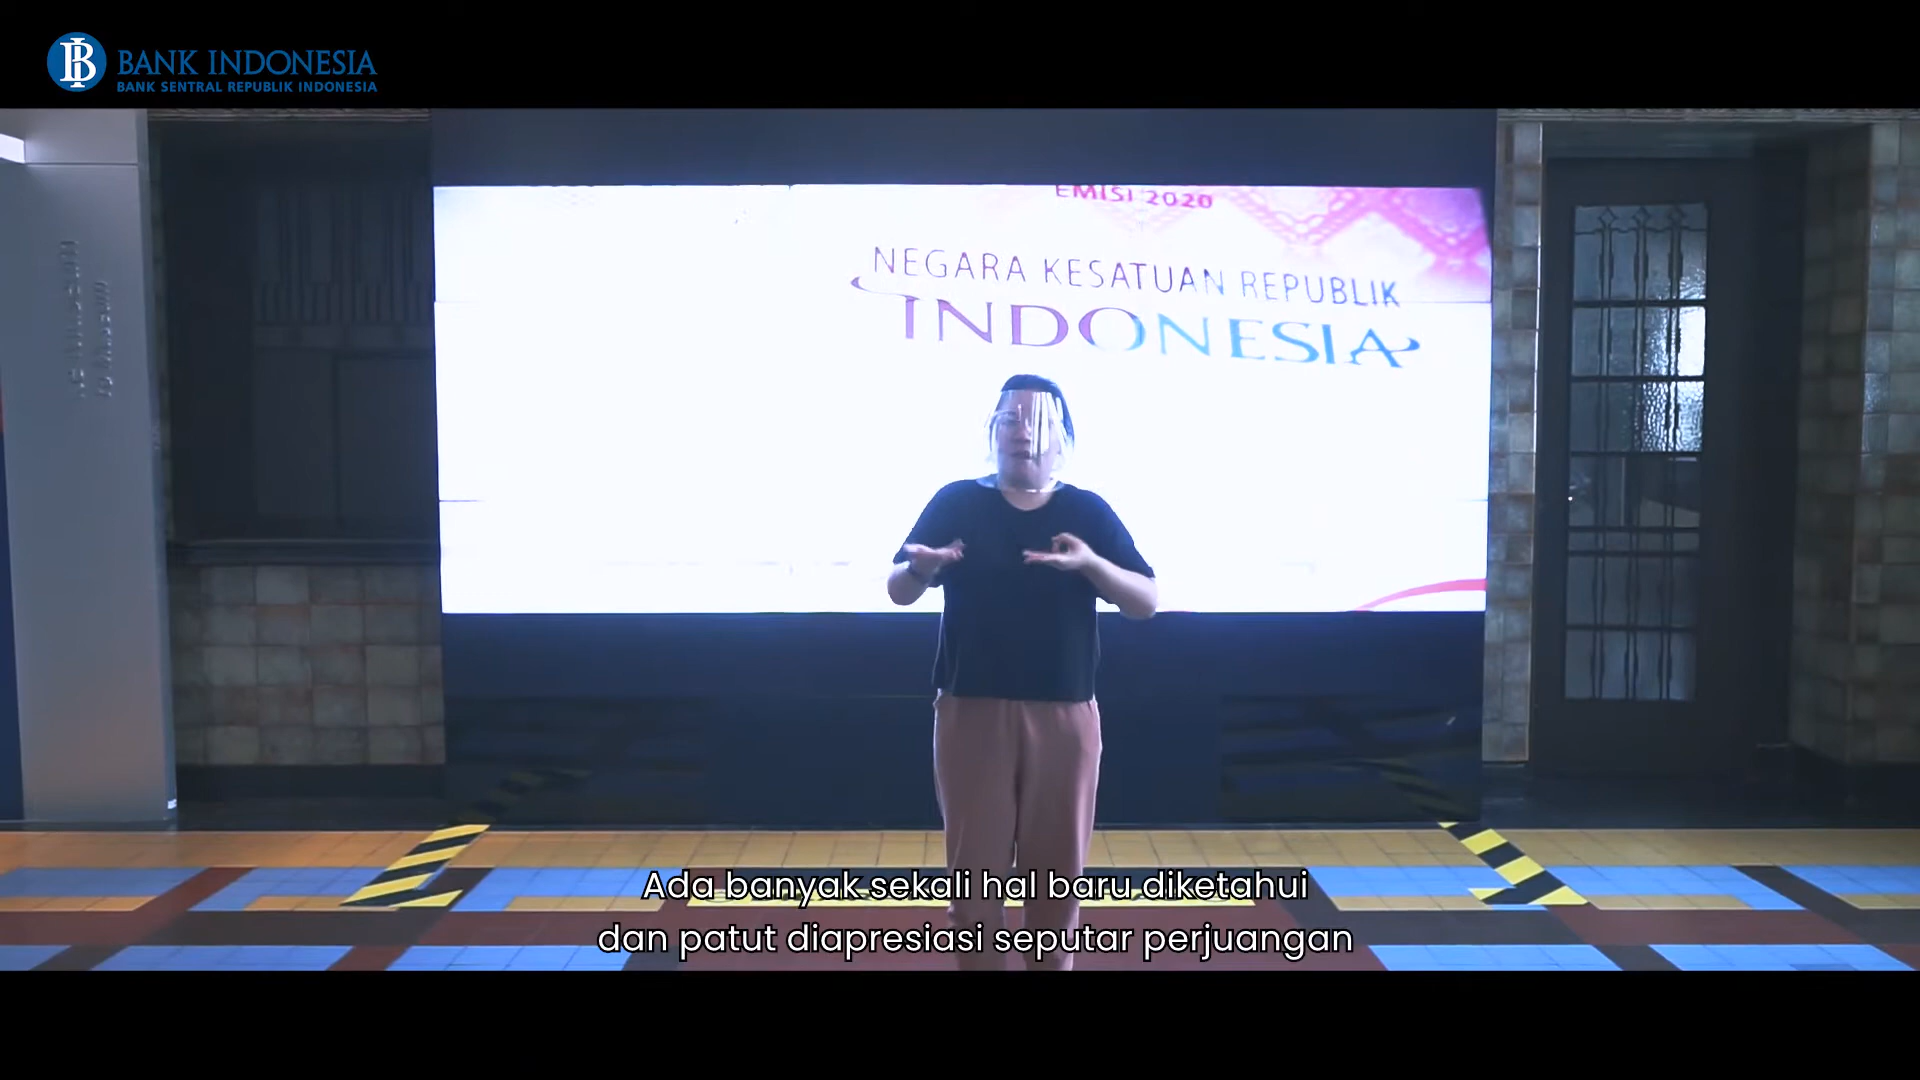 BANK INDONESIA
BANK SENTRAL REPUBLIK INDONESIA
EMISI 2020
NEGARA KESATUAN REPUBLIK
INDONESIA
Ada banyak sekali hal baru diketahui
dan patut diapresiasi seputar perjuangan